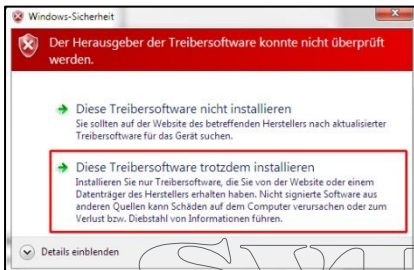 Windows-Sicherheit
Der Herausgeber der Treibersoftware konnte nicht überprüft
werden.
Diese Treibersoftware nicht installieren
Sie sollten auf der Website des betreffenden Herstellers nach aktualisierter
Treibersoftware für das Gerät suchen.
Diese Treibersoftware trotzdem installieren
Installieren Sie nur Treibersoftware, die Sie von der Website oder einem
Datenträger des Herstellers erhalten haben. Nicht signierte Software aus
anderen Quellen kann Schäden auf dem Computer verursachen oder zum
Verlust bzw. Diebstahl von Informationen führen.
Details einblenden